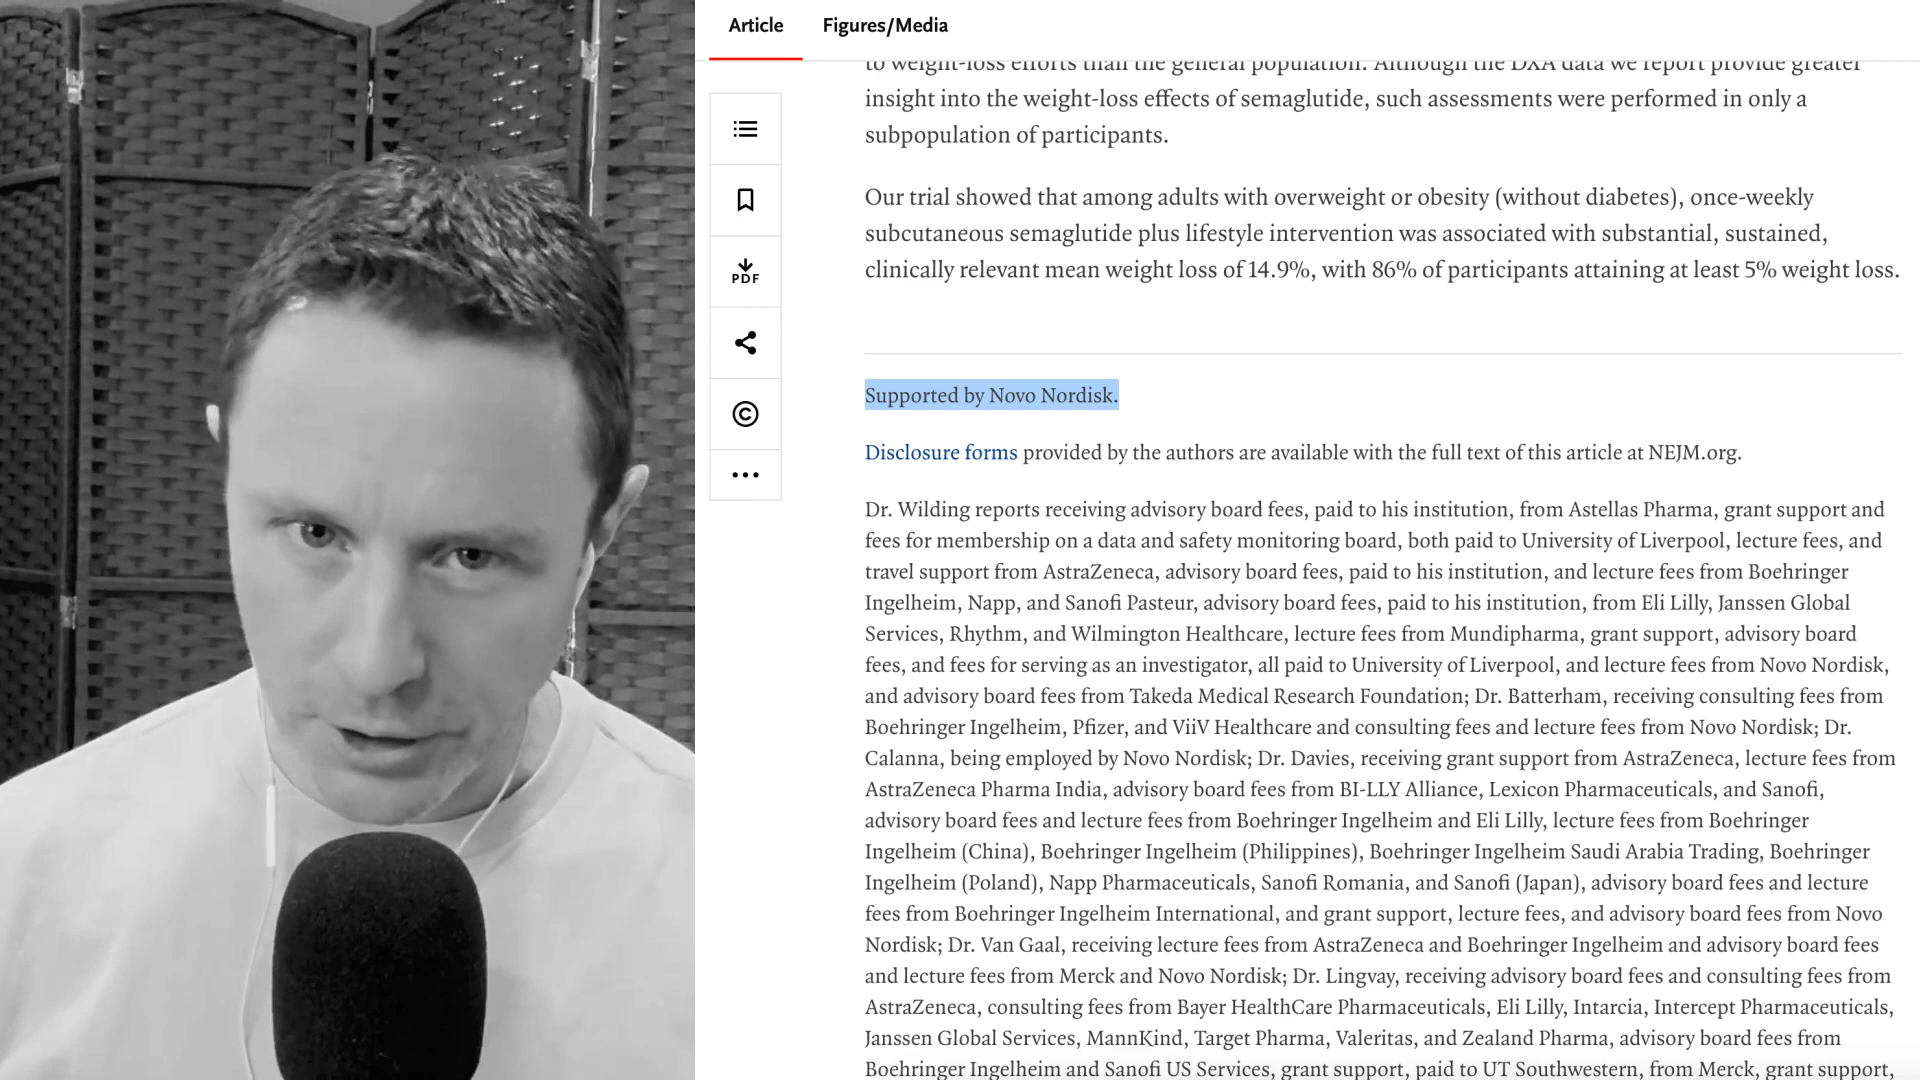 Article Figures/Media
to weight-loss efforts than the general population. Although the DXA data we report provide greater
insight into the weight-loss effects of semaglutide, such assessments were performed in only a
subpopulation of participants.
Our trial showed that among adults with overweight or obesity (without diabetes), once-weekly
subcutaneous semaglutide plus lifestyle intervention was associated with substantial, sustained,
clinically relevant mean weight loss of 14.9%, with 86% of participants attaining at least 5% weight loss.
PDF
Supported by Novo Nordisk.
Disclosure forms provided by the authors are available with the full text of this article at NEJM.org.
Dr. Wilding reports receiving advisory board fees, paid to his institution, from Astellas Pharma, grant support and
fees for membership on a data and safety monitoring board, both paid to University of Liverpool, lecture fees, and
travel support from AstraZeneca, advisory board fees, paid to his institution, and lecture fees from Boehringer
Ingelheim, Napp, and Sanofi Pasteur, advisory board fees, paid to his institution, from Eli Lilly, Janssen Global
Services, Rhythm, and Wilmington Healthcare, lecture fees from Mundipharma, grant support, advisory board
fees, and fees for serving as an investigator, all paid to University of Liverpool, and lecture fees from Novo Nordisk,
and advisory board fees from Takeda Medical Research Foundation; Dr. Batterham, receiving consulting fees from
Boehringer Ingelheim, Pfizer, and ViiV Healthcare and consulting fees and lecture fees from Novo Nordisk; Dr.
Calanna, being employed by Novo Nordisk; Dr. Davies, receiving grant support from AstraZeneca, lecture fees from
AstraZeneca Pharma India, advisory board fees from BI-LLY Alliance, Lexicon Pharmaceuticals, and Sanofi,
advisory board fees and lecture fees from Boehringer Ingelheim and Eli Lilly, lecture fees from Boehringer
Ingelheim (China), Boehringer Ingelheim (Philippines), Boehringer Ingelheim Saudi Arabia Trading, Boehringer
Ingelheim (Poland), Napp Pharmaceuticals, Sanofi Romania, and Sanofi (Japan), advisory board fees and lecture
fees from Boehringer Ingelheim International, and grant support, lecture fees, and advisory board fees from Novo
Nordisk; Dr. Van Gaal, receiving lecture fees from AstraZeneca and Boehringer Ingelheim and advisory board fees
and lecture fees from Merck and Novo Nordisk; Dr. Lingvay, receiving advisory board fees and consulting fees from
AstraZeneca, consulting fees from Bayer HealthCare Pharmaceuticals, Eli Lilly, Intarcia, Intercept Pharmaceuticals,
Janssen Global Services, MannKind, Target Pharma, Valeritas, and Zealand Pharma, advisory board fees from
Boehringer Ingelheim and Sanofi US Services, grant support, paid to UT Southwestern, from Merck, grant support,